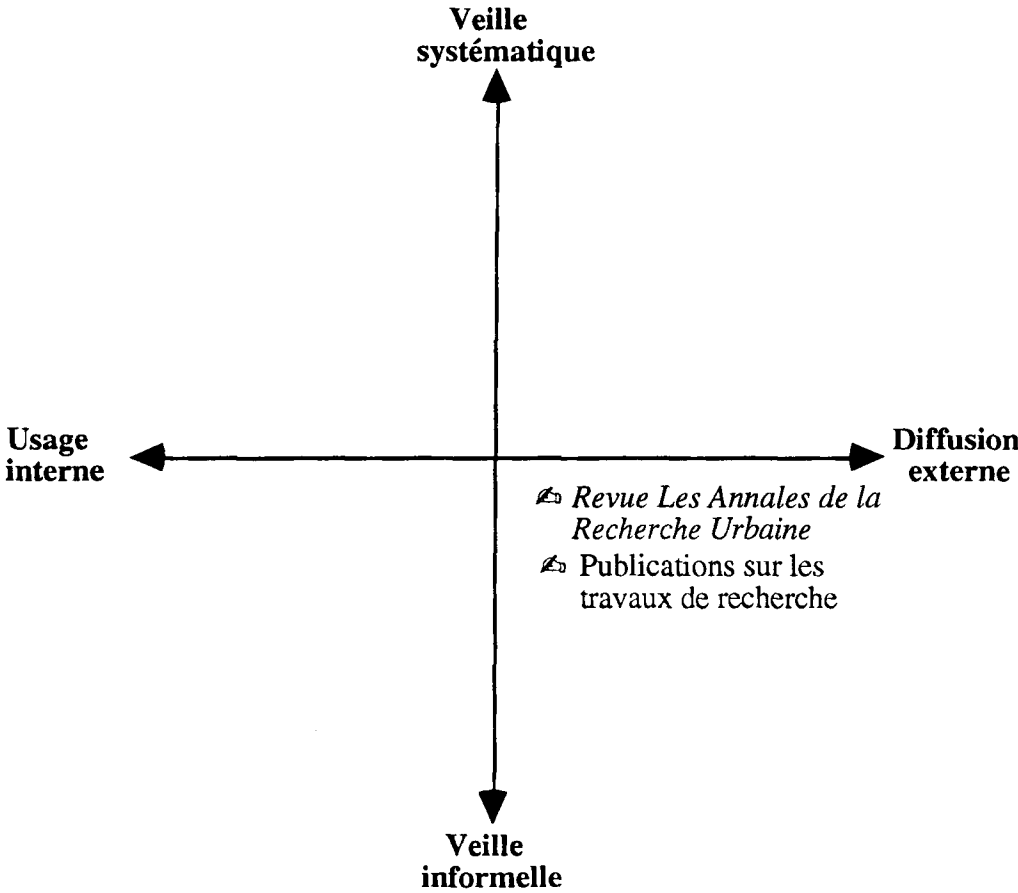 Veille
systématique
Usage
interne
Diffusion
externe
✍ Revue Les Annales de la
Recherche Urbaine
✍ Publications sur les
travaux de recherche
Veille
informelle